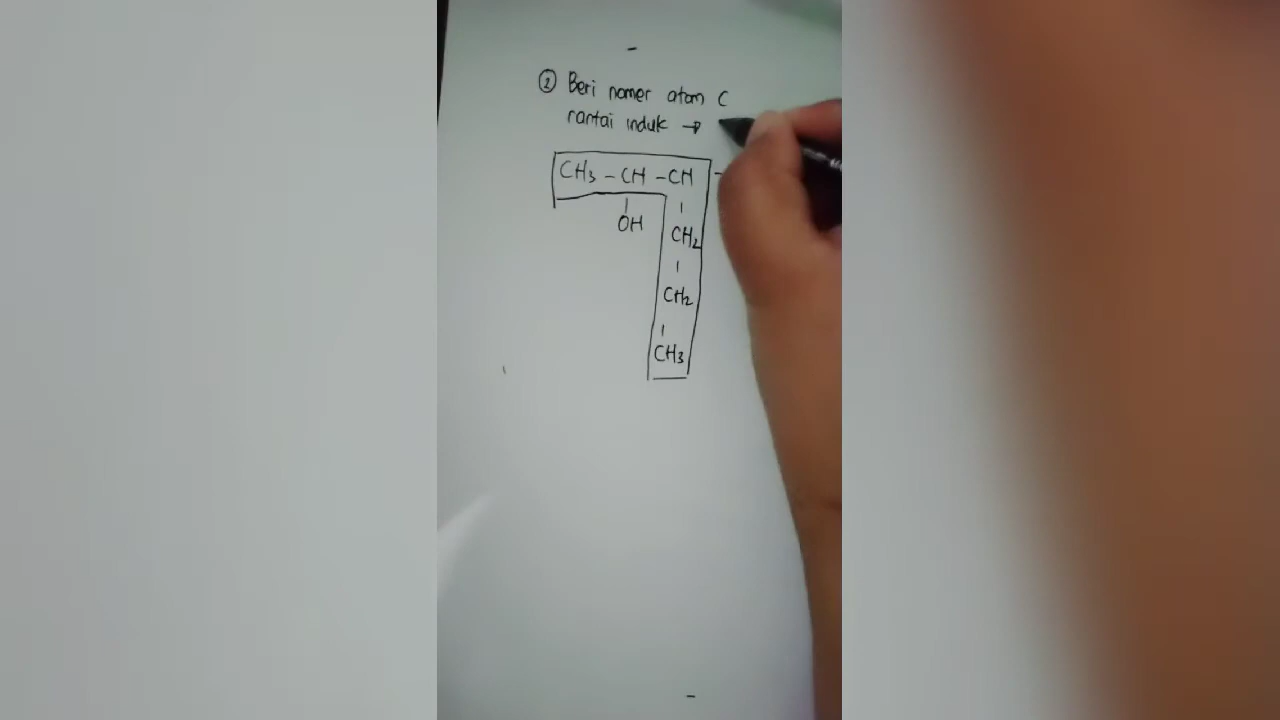 ② Beri nomer atom C
rantai induk →
CH₃ – CH – CH –
OH
CH₂
CH₂
CH₃